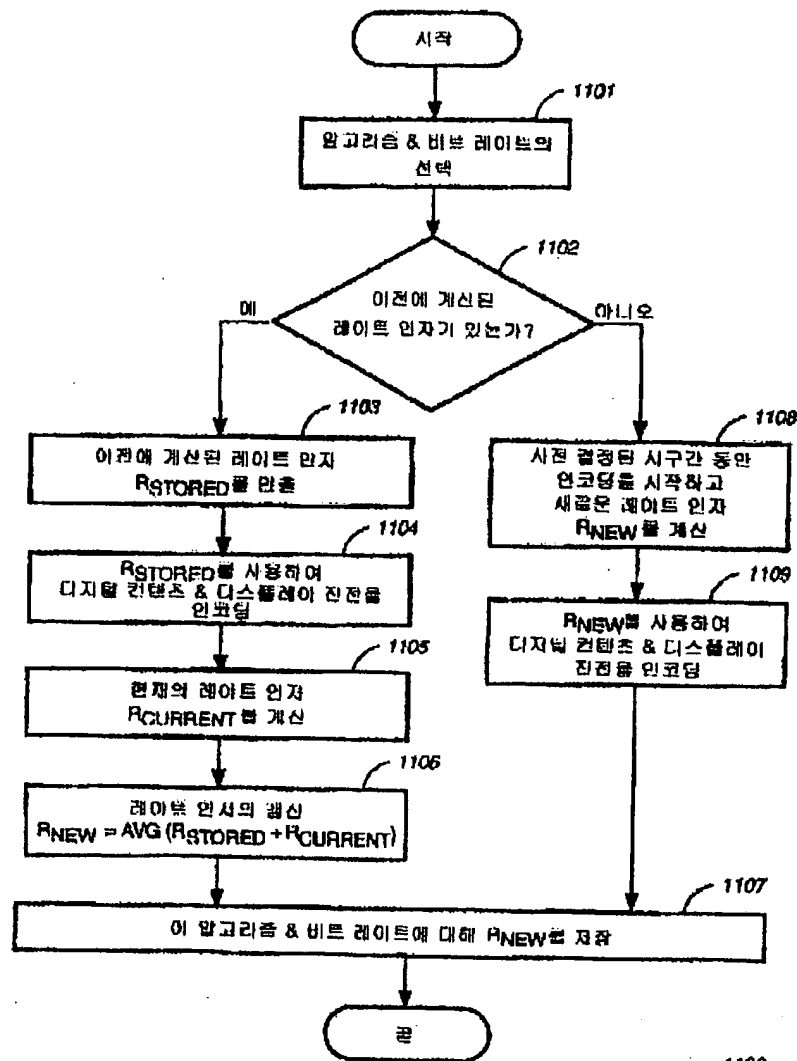 시작
1101
알고리즘 & 비트 레이트의
선택
1102
이전에 계산된
레이트 인자가 있는가?
예
아니오
1103
이전에 계산된 레이트 인자
RSTORED를 인출
1104
RSTORED를 사용하여
디지털 컨텐츠 & 디스플레이 진전을
인코딩
1105
현재의 레이트 인자
RCURRENT를 계산
1106
레이트 인자의 갱신
RNEW = AVG (RSTORED + RCURRENT)
1108
사전 결정된 시구간 동안
인코딩을 시작하고
새로운 레이트 인자
RNEW를 계산
1109
RNEW를 사용하여
디지털 컨텐츠 & 디스플레이
진전을 인코딩
1107
이 알고리즘 & 비트 레이트에 대해 RNEW를 저장
끝